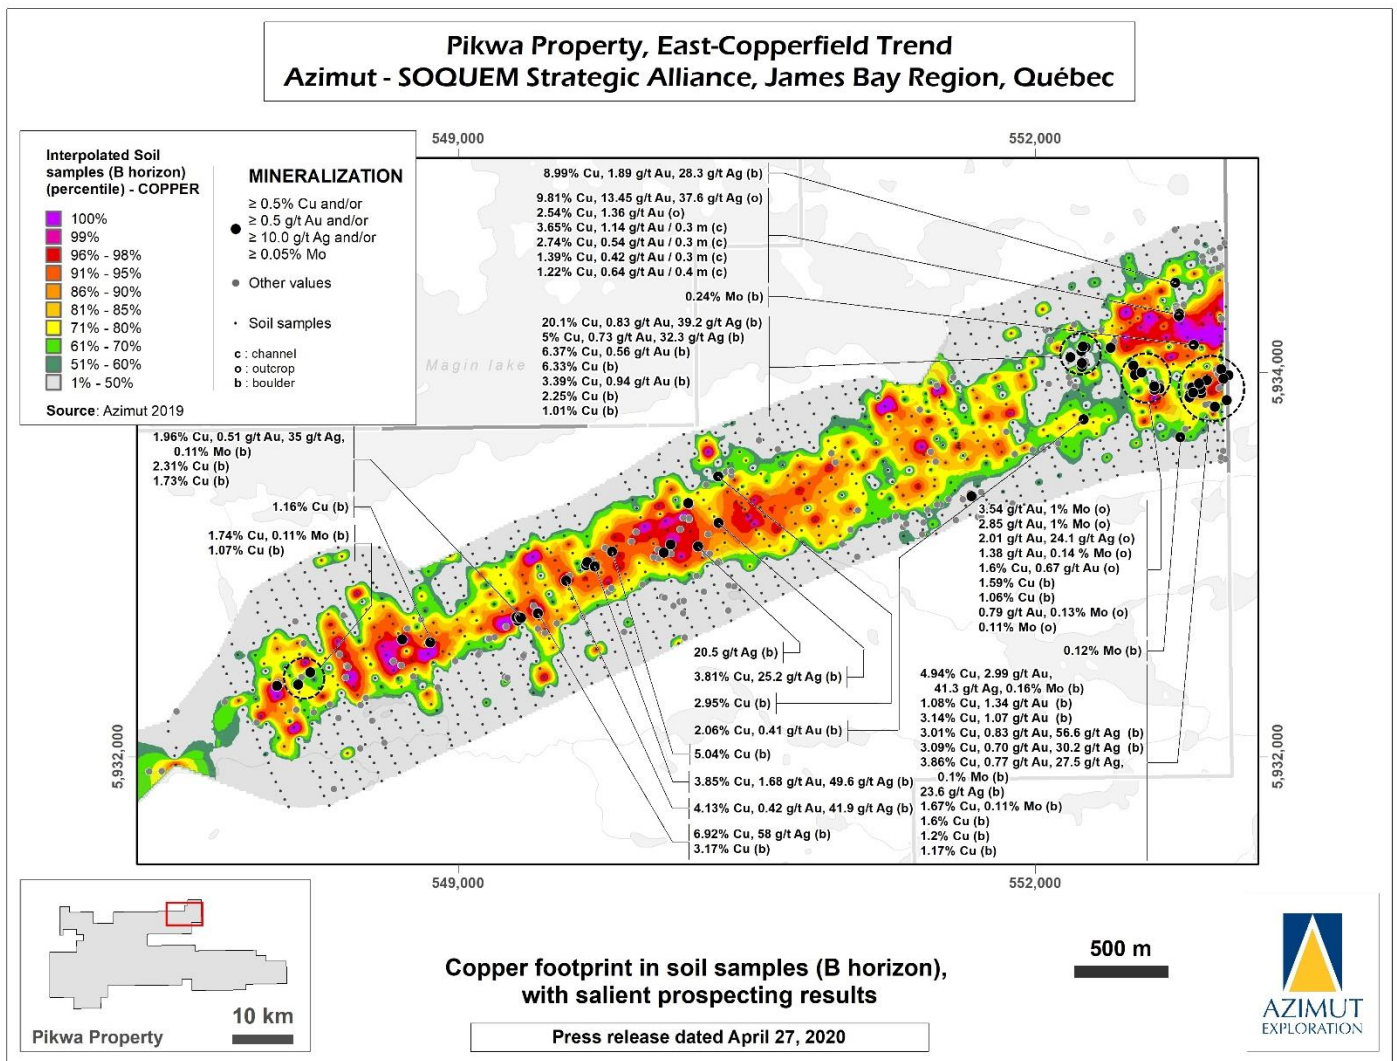 Pikwa Property, East-Copperfield Trend
Azimut - SOQUEM Strategic Alliance, James Bay Region, Québec
549,000
552,000
Interpolated Soil
samples (B horizon)
(percentile) - COPPER
100%
99%
96% - 98%
91% - 95%
86% - 90%
81% - 85%
71% - 80%
61% - 70%
51% - 60%
1% - 50%
Source: Azimut 2019
MINERALIZATION
≥ 0.5% Cu and/or
≥ 0.5 g/t Au and/or
≥ 10.0 g/t Ag and/or
≥ 0.05% Mo
Other values
Soil samples
c : channel
o : outcrop
b : boulder
8.99% Cu, 1.89 g/t Au, 28.3 g/t Ag (b)
9.81% Cu, 13.45 g/t Au, 37.6 g/t Ag (o)
2.54% Cu, 1.36 g/t Au (o)
3.65% Cu, 1.14 g/t Au / 0.3 m (c)
2.74% Cu, 0.54 g/t Au / 0.3 m (c)
1.39% Cu, 0.42 g/t Au / 0.3 m (c)
1.22% Cu, 0.64 g/t Au / 0.4 m (c)
0.24% Mo (b)
20.1% Cu, 0.83 g/t Au, 39.2 g/t Ag (b)
5% Cu, 0.73 g/t Au, 32.3 g/t Ag (b)
6.37% Cu, 0.56 g/t Au (b)
6.33% Cu (b)
3.39% Cu, 0.94 g/t Au (b)
2.25% Cu (b)
1.01% Cu (b)
Magin lake
5,934,000
1.96% Cu, 0.51 g/t Au, 35 g/t Ag,
0.11% Mo (b)
2.31% Cu (b)
1.73% Cu (b)
1.16% Cu (b)
1.74% Cu, 0.11% Mo (b)
1.07% Cu (b)
3.54 g/t Au, 1% Mo (o)
2.85 g/t Au, 1% Mo (o)
2.01 g/t Au, 24.1 g/t Ag (o)
1.38 g/t Au, 0.14 % Mo (o)
1.6% Cu, 0.67 g/t Au (o)
1.59% Cu (b)
1.06% Cu (b)
0.79 g/t Au, 0.13% Mo (o)
0.11% Mo (o)
0.12% Mo (b)
20.5 g/t Ag (b)
3.81% Cu, 25.2 g/t Ag (b)
2.95% Cu (b)
2.06% Cu, 0.41 g/t Au (b)
5.04% Cu (b)
3.85% Cu, 1.68 g/t Au, 49.6 g/t Ag (b)
4.13% Cu, 0.42 g/t Au, 41.9 g/t Ag (b)
6.92% Cu, 58 g/t Ag (b)
3.17% Cu (b)
4.94% Cu, 2.99 g/t Au,
41.3 g/t Ag, 0.16% Mo (b)
1.08% Cu, 1.34 g/t Au (b)
3.14% Cu, 1.07 g/t Au (b)
3.01% Cu, 0.83 g/t Au, 56.6 g/t Ag (b)
3.09% Cu, 0.70 g/t Au, 30.2 g/t Ag (b)
3.86% Cu, 0.77 g/t Au, 27.5 g/t Ag,
0.1% Mo (b)
23.6 g/t Ag (b)
1.67% Cu, 0.11% Mo (b)
1.6% Cu (b)
1.2% Cu (b)
1.17% Cu (b)
5,932,000
5,932,000
549,000
552,000
Pikwa Property
10 km
Copper footprint in soil samples (B horizon),
with salient prospecting results
Press release dated April 27, 2020
500 m
AZIMUT
EXPLORATION